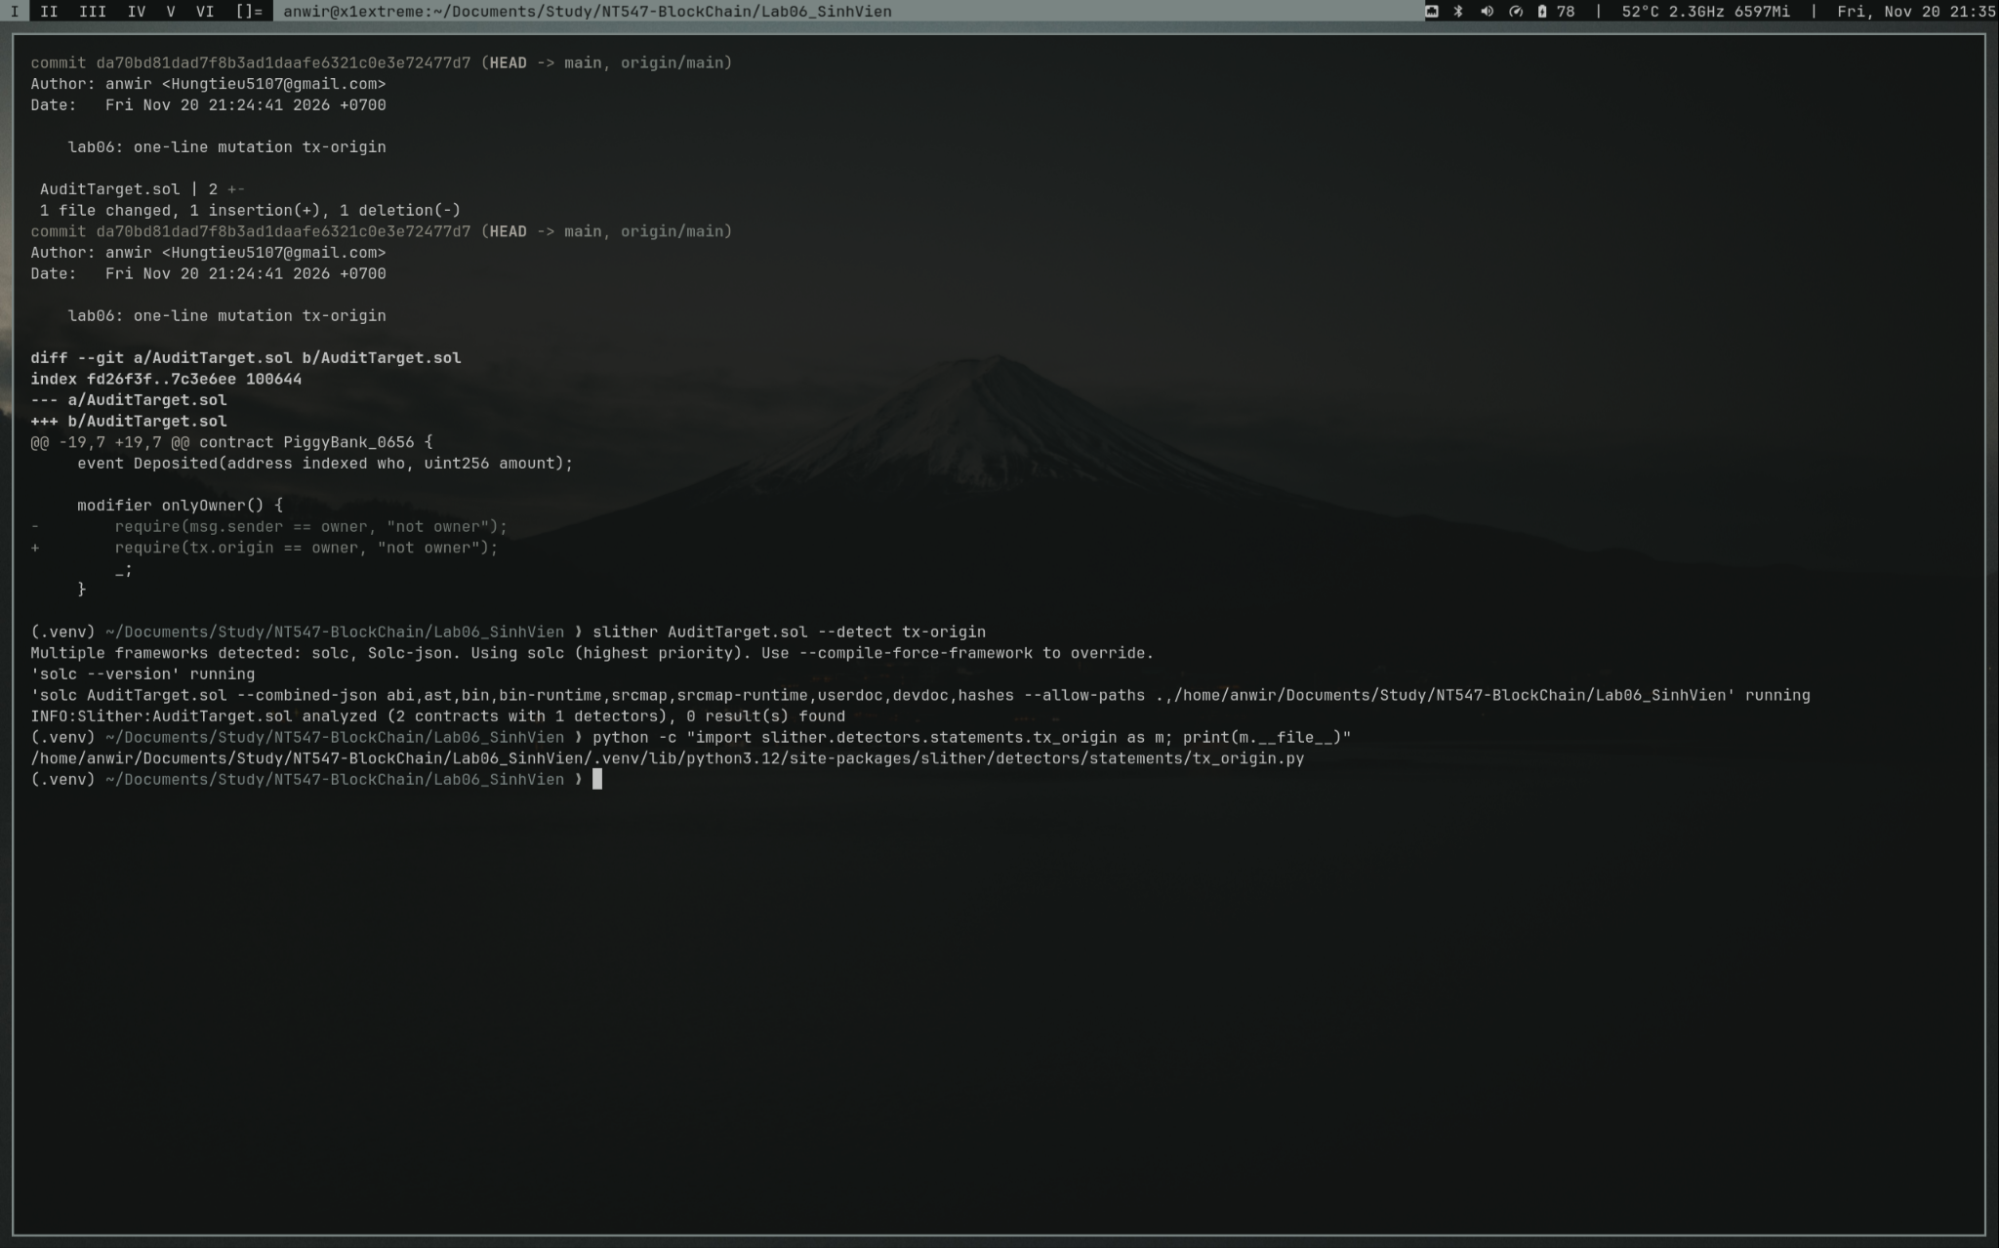 I II III IV V VI []= anwir@x1extreme:~/Documents/Study/NT547-BlockChain/Lab06_SinhVien 78 | 52°C 2.3GHz 6597Mi | Fri, Nov 20 21:35
commit da70bd81dad7f8b3ad1daafe6321c0e3e72477d7 (HEAD -> main, origin/main)
Author: anwir <Hungtieu5107@gmail.com>
Date:   Fri Nov 20 21:24:41 2026 +0700
    lab06: one-line mutation tx-origin
 AuditTarget.sol | 2 +-
 1 file changed, 1 insertion(+), 1 deletion(-)
commit da70bd81dad7f8b3ad1daafe6321c0e3e72477d7 (HEAD -> main, origin/main)
Author: anwir <Hungtieu5107@gmail.com>
Date:   Fri Nov 20 21:24:41 2026 +0700
    lab06: one-line mutation tx-origin
diff --git a/AuditTarget.sol b/AuditTarget.sol
index fd26f3f..7c3e6ee 100644
--- a/AuditTarget.sol
+++ b/AuditTarget.sol
@@ -19,7 +19,7 @@ contract PiggyBank_0656 {
     event Deposited(address indexed who, uint256 amount);
     modifier onlyOwner() {
-        require(msg.sender == owner, "not owner");
+        require(tx.origin == owner, "not owner");
         _;
     }
(.venv) ~/Documents/Study/NT547-BlockChain/Lab06_SinhVien ❯ slither AuditTarget.sol --detect tx-origin
Multiple frameworks detected: solc, Solc-json. Using solc (highest priority). Use --compile-force-framework to override.
'solc --version' running
'solc AuditTarget.sol --combined-json abi,ast,bin,bin-runtime,srcmap,srcmap-runtime,userdoc,devdoc,hashes --allow-paths .,/home/anwir/Documents/Study/NT547-BlockChain/Lab06_SinhVien' running
INFO:Slither:AuditTarget.sol analyzed (2 contracts with 1 detectors), 0 result(s) found
(.venv) ~/Documents/Study/NT547-BlockChain/Lab06_SinhVien ❯ python -c "import slither.detectors.statements.tx_origin as m; print(m.__file__)"
/home/anwir/Documents/Study/NT547-BlockChain/Lab06_SinhVien/.venv/lib/python3.12/site-packages/slither/detectors/statements/tx_origin.py
(.venv) ~/Documents/Study/NT547-BlockChain/Lab06_SinhVien ❯